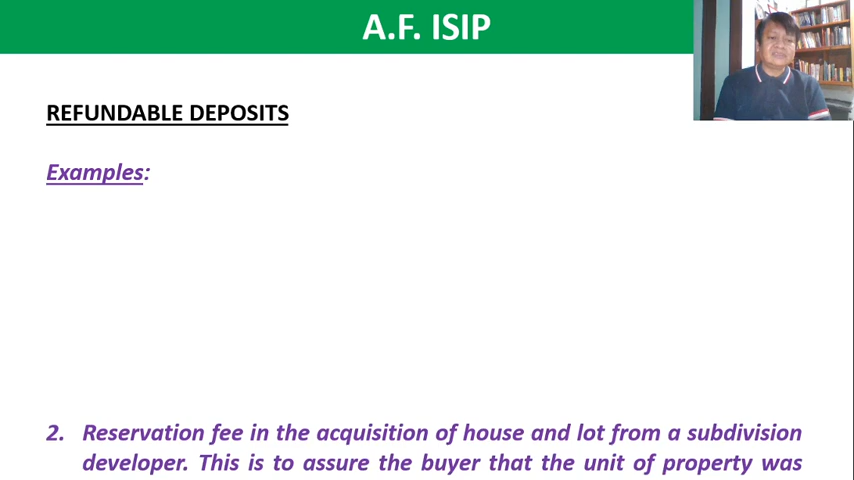 A.F. ISIP
REFUNDABLE DEPOSITS
Examples:
2. Reservation fee in the acquisition of house and lot from a subdivision
developer. This is to assure the buyer that the unit of property was